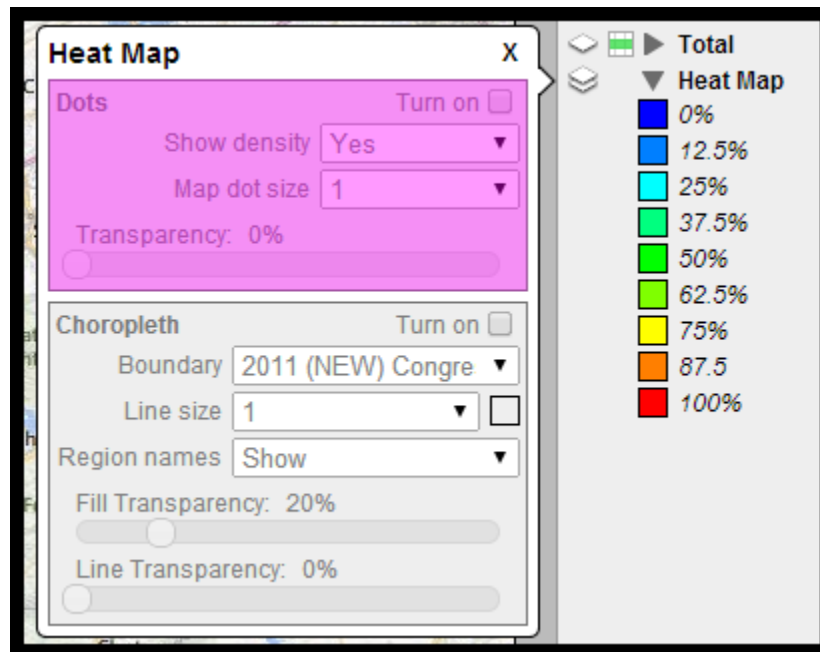 Heat Map X
Dots Turn on
Show density Yes
Map dot size 1
Transparency: 0%
Choropleth Turn on
Boundary 2011 (NEW) Congre
Line size 1
Region names Show
Fill Transparency: 20%
Line Transparency: 0%
Total
Heat Map
0%
12.5%
25%
37.5%
50%
62.5%
75%
87.5
100%